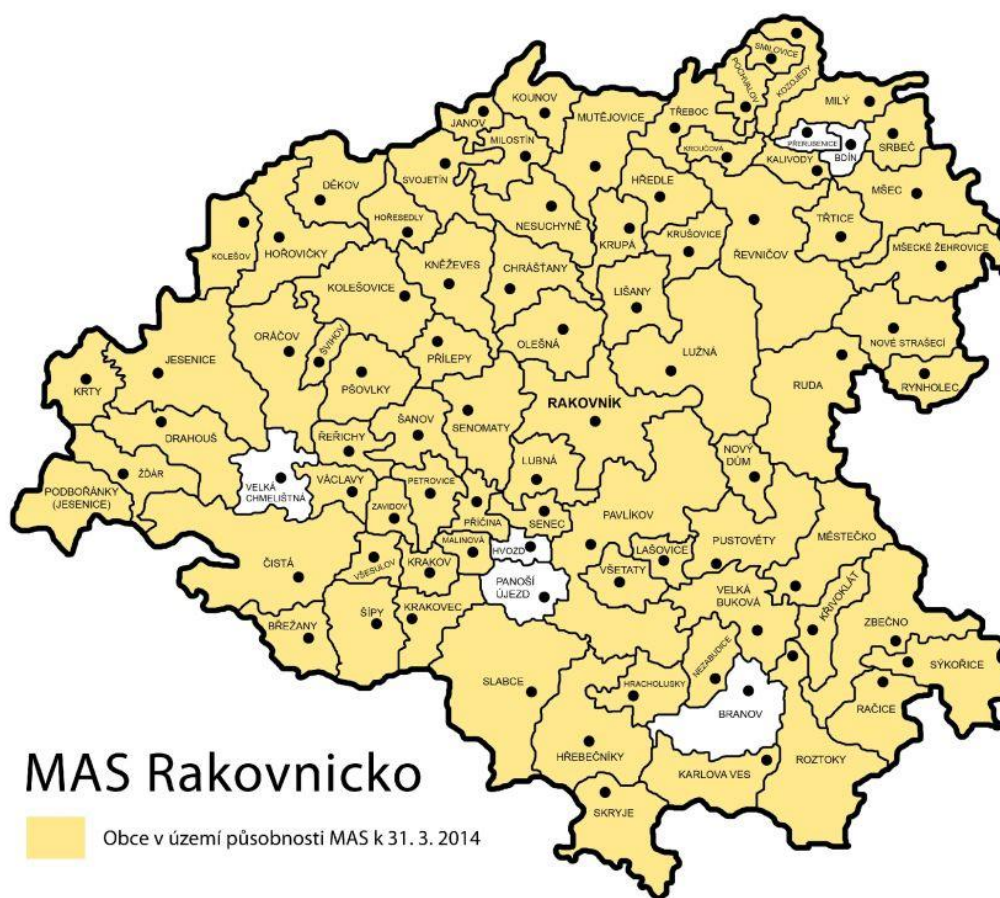 SMILOVICE
POCHVALOV
KOZOJEDY
KOUNOV
JANOV
MUTĚJOVICE
TŘEBOC
MILÝ
MILOSTÍN
KROUČOVÁ
PŘERUBENICE
BDÍN
SRBEČ
SVOJETÍN
KALIVODY
DĚKOV
HŘEDLE
MŠEC
NESUCHYNĚ
HOŘESEDLY
KRUPÁ
KRUŠOVICE
TŘTICE
KOLEŠOV
HOŘOVIČKY
ŘEVNIČOV
MŠECKÉ ŽEHROVICE
KNĚŽEVES
CHRÁŠŤANY
KOLEŠOVICE
LIŠANY
ORÁČOV
ŠVIHOV
OLEŠNÁ
NOVÉ STRAŠECÍ
JESENICE
PŘÍLEPY
LUŽNÁ
KRTY
PŠOVLKY
RUDA
RYNHOLEC
RAKOVNÍK
DRAHOUŠ
ŘEŘICHY
ŠANOV
SENOMATY
NOVÝ
DŮM
LUBNÁ
ŽĎÁR
VELKÁ
CHMELIŠTNÁ
VÁCLAVY
PETROVICE
PODBOŘÁNKY
(JESENICE)
ZAVIDOV
PŘÍČINA
SENEC
PAVLÍKOV
MALINOVÁ
HVOZD
LAŠOVICE
PUSTOVĚTY
MĚSTEČKO
ČISTÁ
VŠESULOV
KRAKOV
PANOŠÍ
ÚJEZD
VŠETATY
VELKÁ
BUKOVÁ
KŘIVOKLÁT
BŘEŽANY
ŠÍPY
KRAKOVEC
ZBEČNO
SÝKOŘICE
SLABCE
HRACHOLUSKY
NEZABUDICE
BRANOV
RAČICE
HŘEBEČNÍKY
KARLOVA VES
ROZTOKY
SKRYJE
MAS Rakovnicko
Obce v území působnosti MAS k 31. 3. 2014